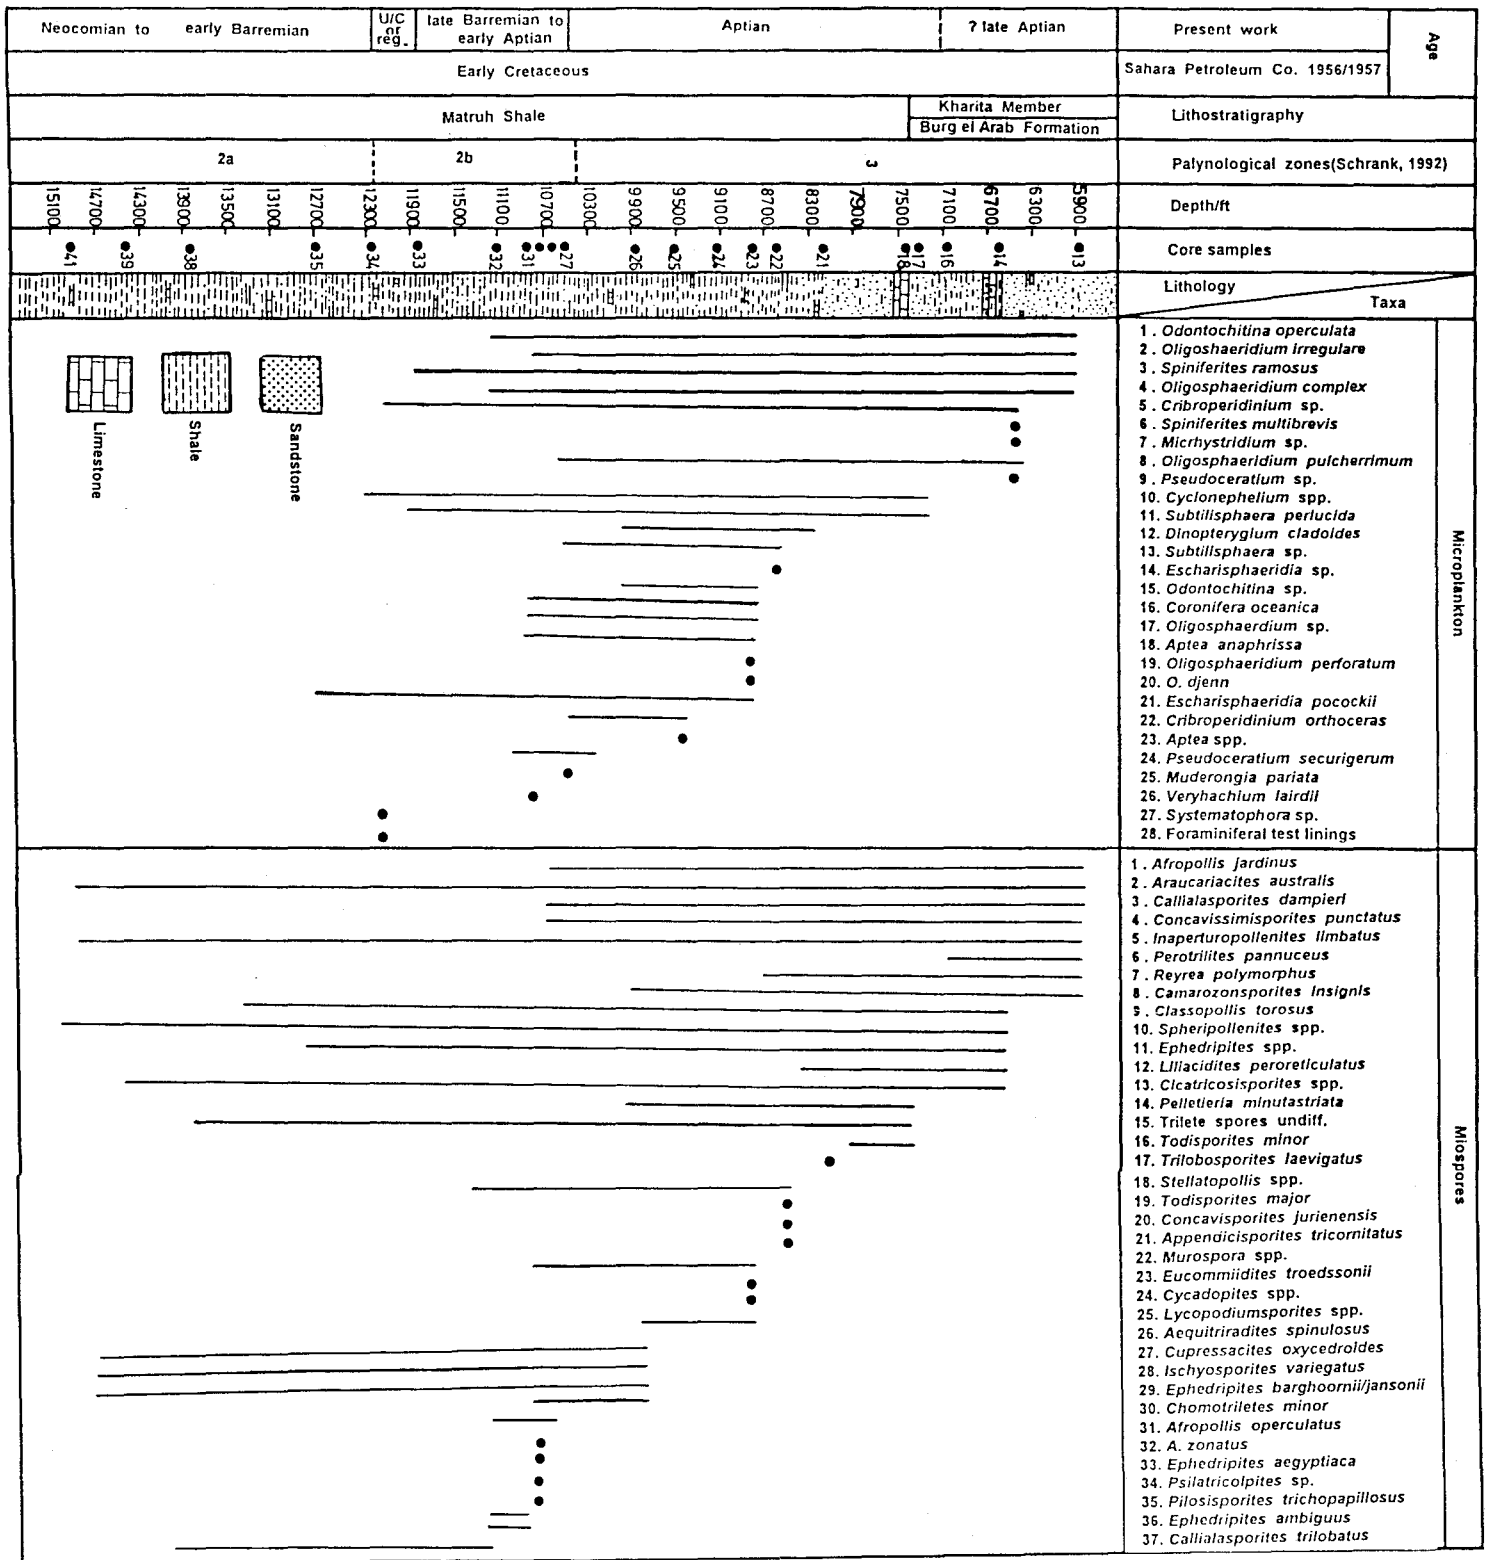 Neocomian to early Barremian
U/C or reg.
late Barremian to early Aptian
Aptian
? late Aptian
Present work
Age
Early Cretaceous
Sahara Petroleum Co. 1956/1957
Matruh Shale
Kharita Member
Burg el Arab Formation
Lithostratigraphy
2a
2b
3
Palynological zones(Schrank, 1992)
15100 14700 14300 13900 13500 13100 12700 12300 11900 11500 11100 10700 10300 9900 9500 9100 8700 8300 7900 7500 7100 6700 6300 5900
Depth/ft
41 39 38 35 34 33 32 31 27 26 25 24 23 22 21 18 17 16 14 13
Core samples
Lithology
Taxa
Limestone
Shale
Sandstone
Microplankton
1. Odontochitina operculata
2. Oligoshaeridium irregulare
3. Spiniferites ramosus
4. Oligosphaeridium complex
5. Cribroperidinium sp.
6. Spiniferites multibrevis
7. Micrhystridium sp.
8. Oligosphaeridium pulcherrimum
9. Pseudoceratium sp.
10. Cyclonephelium spp.
11. Subtilisphaera perlucida
12. Dinopterygium cladoides
13. Subtilisphaera sp.
14. Escharisphaeridia sp.
15. Odontochitina sp.
16. Coronifera oceanica
17. Oligosphaerdium sp.
18. Aptea anaphrissa
19. Oligosphaeridium perforatum
20. O. djenn
21. Escharisphaeridia pocockii
22. Cribroperidinium orthoceras
23. Aptea spp.
24. Pseudoceratium securigerum
25. Muderongia pariata
26. Veryhachium lairdii
27. Systematophora sp.
28. Foraminiferal test linings
Miospores
1. Afropollis jardinus
2. Araucariacites australis
3. Callialasporites dampieri
4. Concavissimisporites punctatus
5. Inaperturopollenites limbatus
6. Perotrilites pannuceus
7. Reyrea polymorphus
8. Camarozonsporites insignis
9. Classopollis torosus
10. Spheripollenites spp.
11. Ephedripites spp.
12. Liliacidites peroreticulatus
13. Cicatricosisporites spp.
14. Pelletieria minutastriata
15. Trilete spores undiff.
16. Todisporites minor
17. Trilobosporites laevigatus
18. Stellatopollis spp.
19. Todisporites major
20. Concavisporites jurienensis
21. Appendicisporites tricornitatus
22. Murospora spp.
23. Eucommiidites troedssonii
24. Cycadopites spp.
25. Lycopodiumsporites spp.
26. Aequitriradites spinulosus
27. Cupressacites oxycedroides
28. Ischyosporites variegatus
29. Ephedripites barghoornii/jansonii
30. Chomotriletes minor
31. Afropollis operculatus
32. A. zonatus
33. Ephedripites aegyptiaca
34. Psilatricolpites sp.
35. Pilosisporites trichopapillosus
36. Ephedripites ambiguus
37. Callialasporites trilobatus